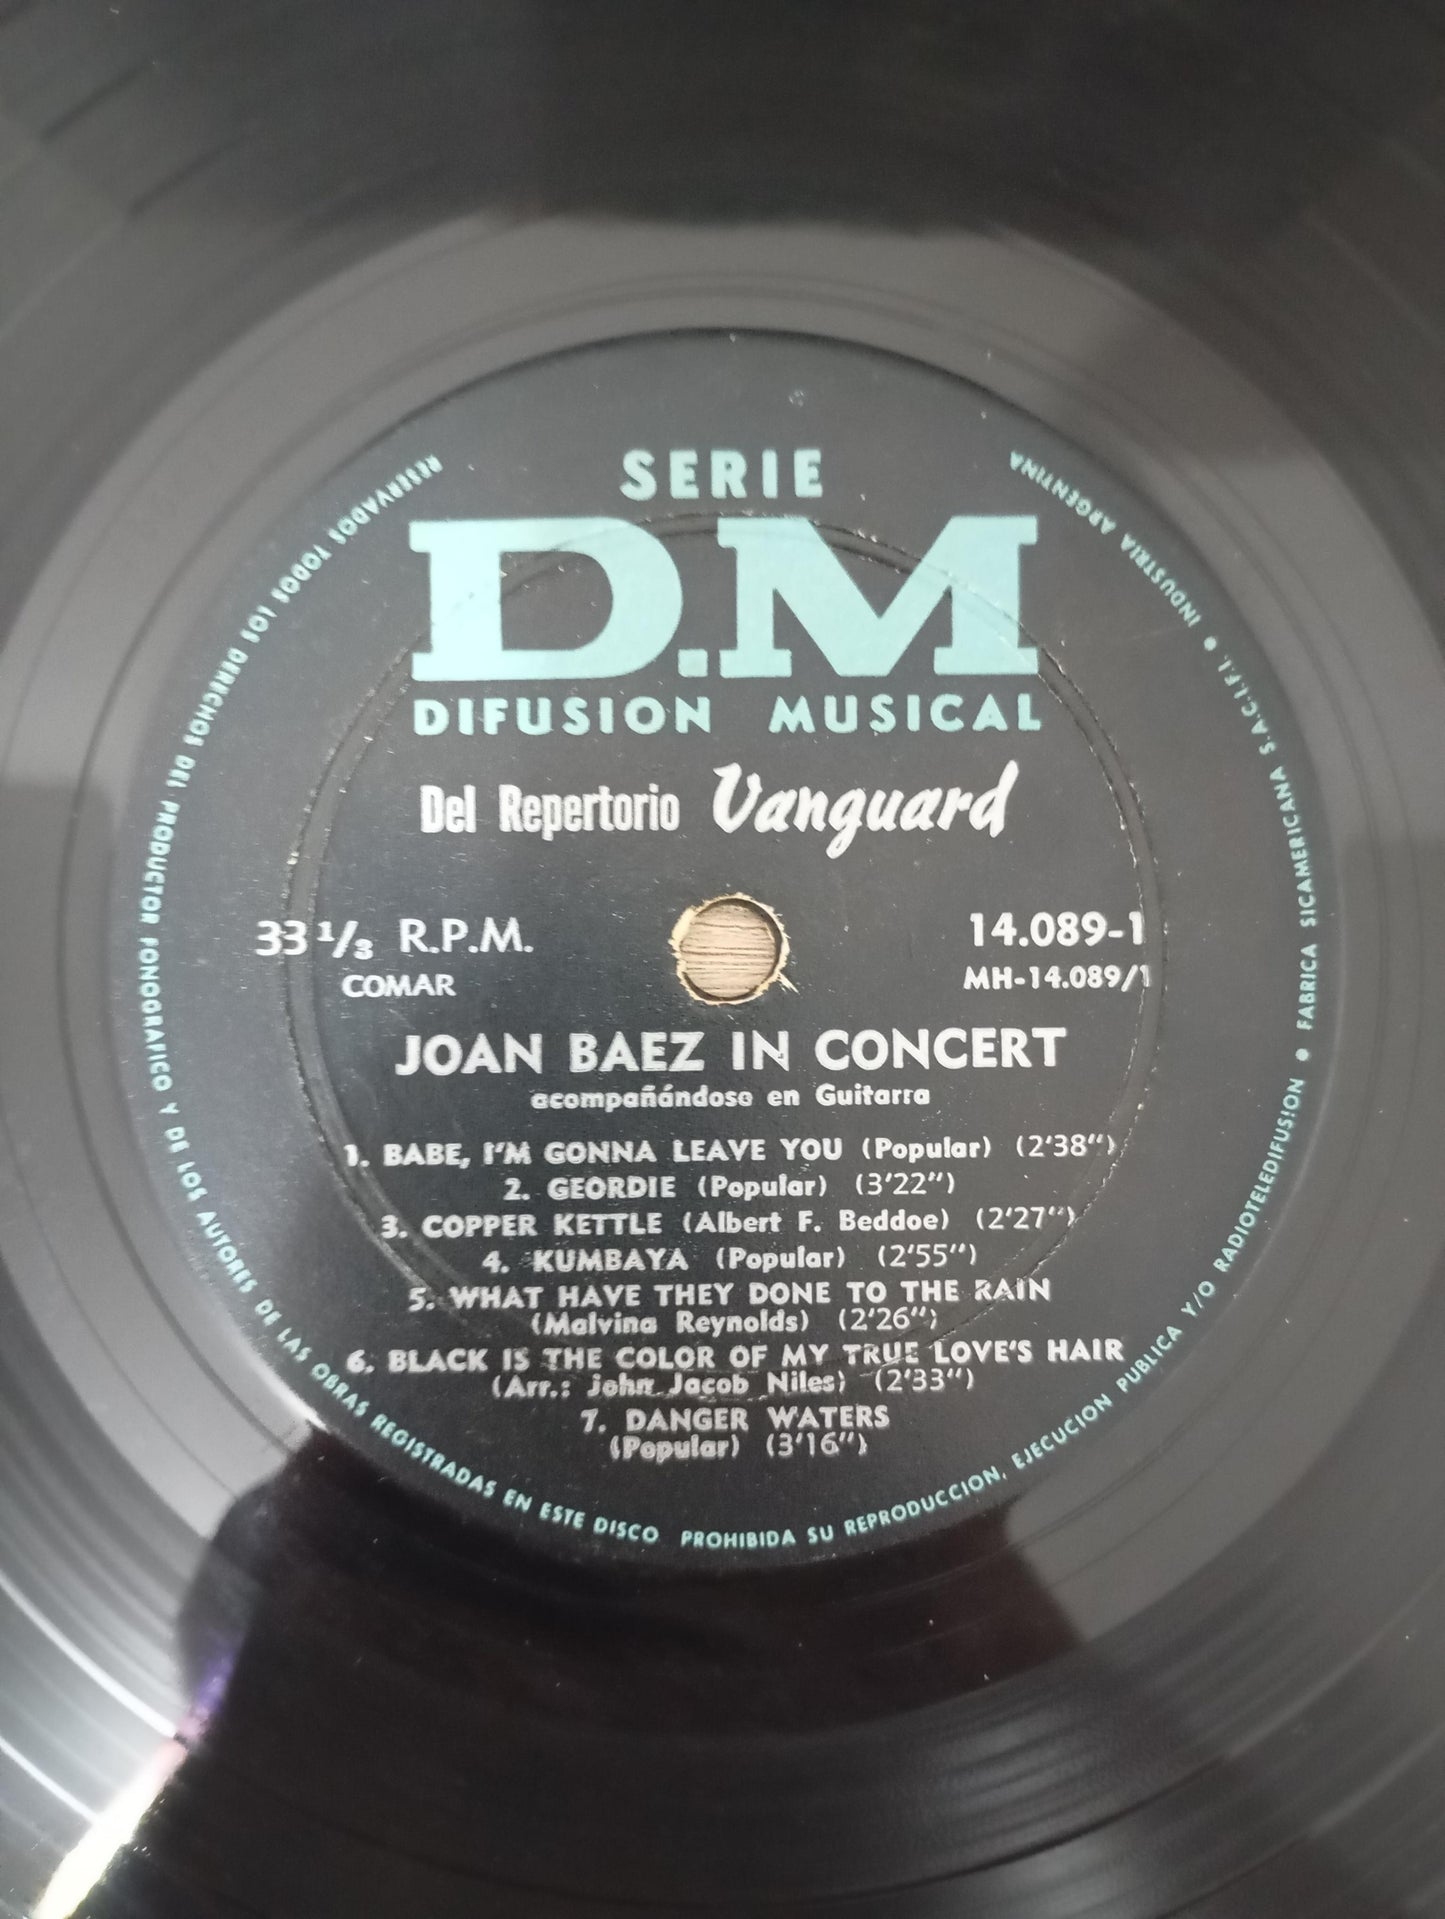 SERIE
D.M
DIFUSION MUSICAL
Del Repertorio Vanguard
33 1/3 R.P.M.
COMAR
14.089-1
MH-14.089/1
JOAN BAEZ IN CONCERT
acompañándose en Guitarra
1. BABE, I'M GONNA LEAVE YOU (Popular) (2'38")
2. GEORDIE (Popular) (3'22")
3. COPPER KETTLE (Albert F. Beddoe) (2'27")
4. KUMBAYA (Popular) (2'55")
5. WHAT HAVE THEY DONE TO THE RAIN
(Malvina Reynolds) (2'26")
6. BLACK IS THE COLOR OF MY TRUE LOVE'S HAIR
(Arr.: John Jacob Niles) (2'33")
7. DANGER WATERS
(Popular) (3'16")
RESERVADOS TODOS LOS DERECHOS DEL PRODUCTOR FONOGRAFICO Y DE LOS AUTORES DE LAS OBRAS REGISTRADAS EN ESTE DISCO. PROHIBIDA SU REPRODUCCION, EJECUCION PUBLICA Y/O RADIOTELEDIFUSION • FABRICA SICAMERICANA S.A.C.I.F.I. • INDUSTRIA ARGENTINA